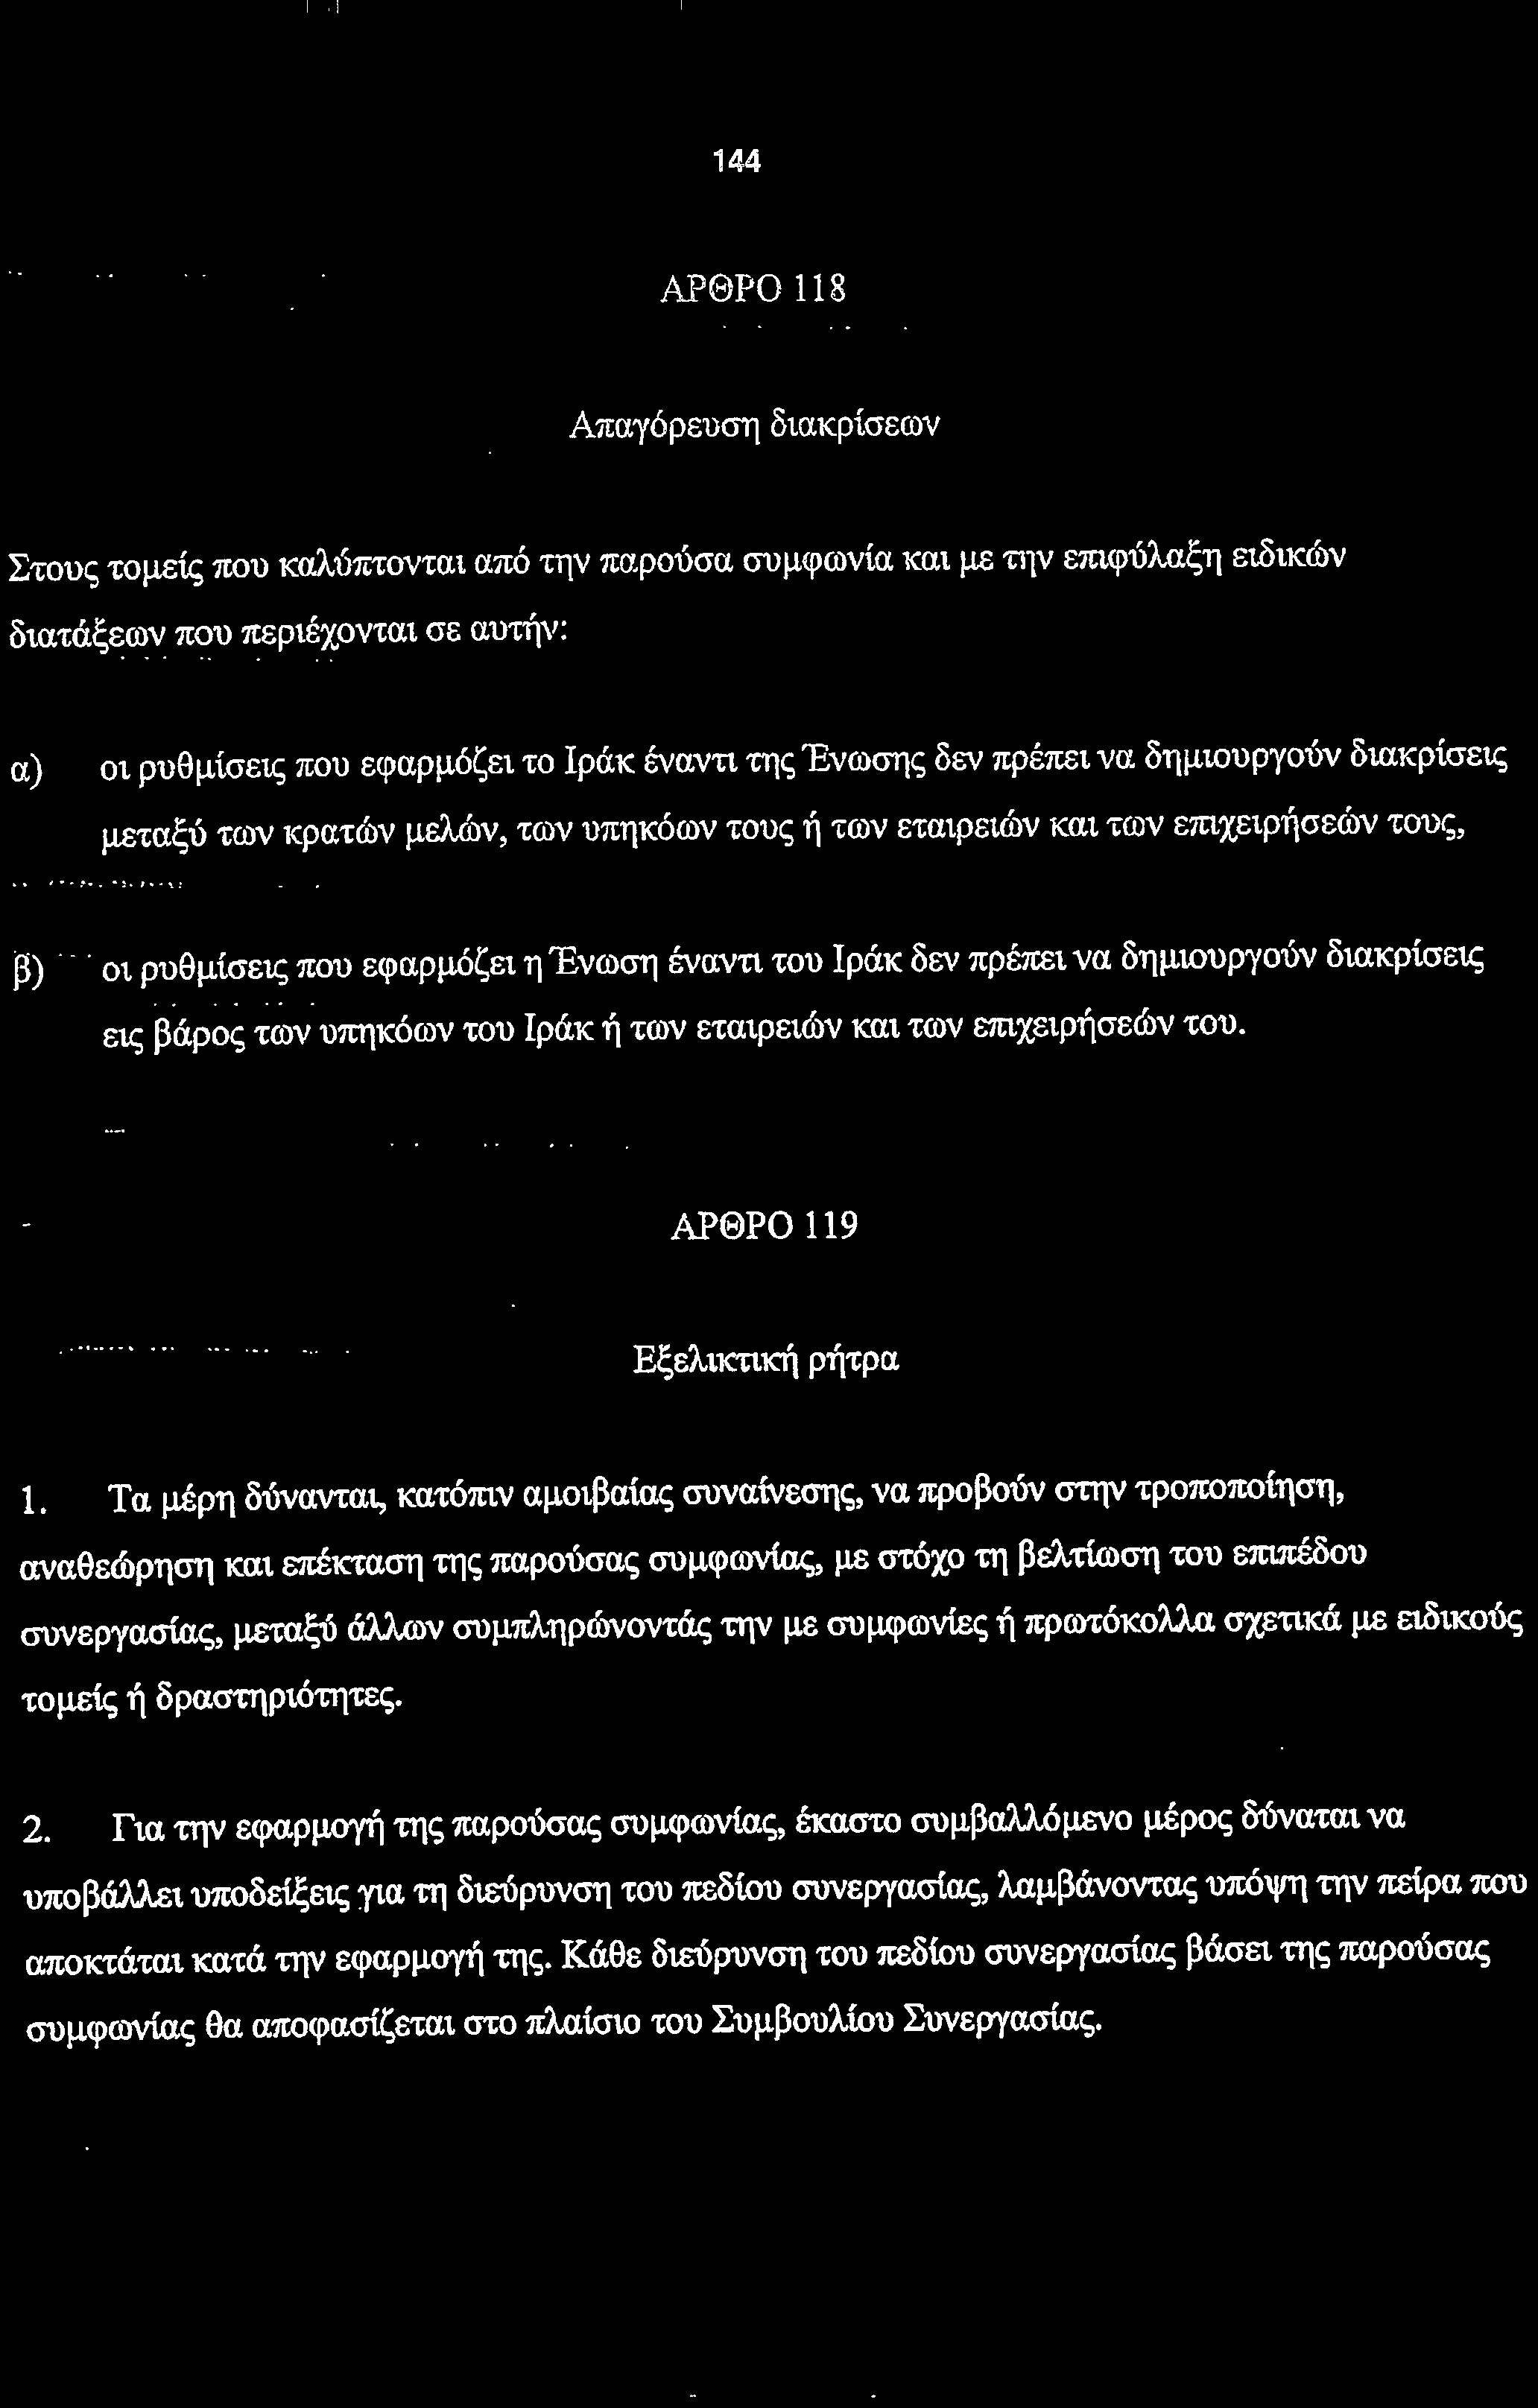 144
ΑΡΘΡΟ 118
Απαγόρευση διακρίσεων
Στους τομείς που καλύπτονται από την παρούσα συμφωνία και με την επιφύλαξη ειδικών
διατάξεων που περιέχονται σε αυτήν:
α) οι ρυθμίσεις που εφαρμόζει το Ιράκ έναντι της Ένωσης δεν πρέπει να δημιουργούν διακρίσεις
μεταξύ των κρατών μελών, των υπηκόων τους ή των εταιρειών και των επιχειρήσεών τους,
β) οι ρυθμίσεις που εφαρμόζει η Ένωση έναντι του Ιράκ δεν πρέπει να δημιουργούν διακρίσεις
εις βάρος των υπηκόων του Ιράκ ή των εταιρειών και των επιχειρήσεών του.
ΑΡΘΡΟ 119
Εξελικτική ρήτρα
1. Τα μέρη δύνανται, κατόπιν αμοιβαίας συναίνεσης, να προβούν στην τροποποίηση,
αναθεώρηση και επέκταση της παρούσας συμφωνίας, με στόχο τη βελτίωση του επιπέδου
συνεργασίας, μεταξύ άλλων συμπληρώνοντάς την με συμφωνίες ή πρωτόκολλα σχετικά με ειδικούς
τομείς ή δραστηριότητες.
2. Για την εφαρμογή της παρούσας συμφωνίας, έκαστο συμβαλλόμενο μέρος δύναται να
υποβάλλει υποδείξεις για τη διεύρυνση του πεδίου συνεργασίας, λαμβάνοντας υπόψη την πείρα που
αποκτάται κατά την εφαρμογή της. Κάθε διεύρυνση του πεδίου συνεργασίας βάσει της παρούσας
συμφωνίας θα αποφασίζεται στο πλαίσιο του Συμβουλίου Συνεργασίας.